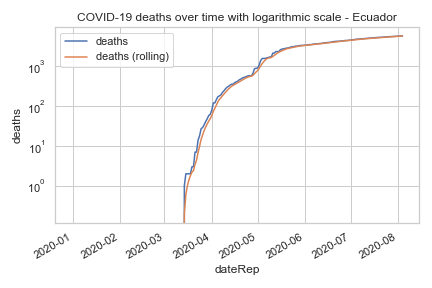 COVID-19 deaths over time with logarithmic scale - Ecuador
deaths
deaths (rolling)
10³
10²
10¹
10⁰
deaths
2020-01
2020-02
2020-03
2020-04
2020-05
2020-06
2020-07
2020-08
dateRep